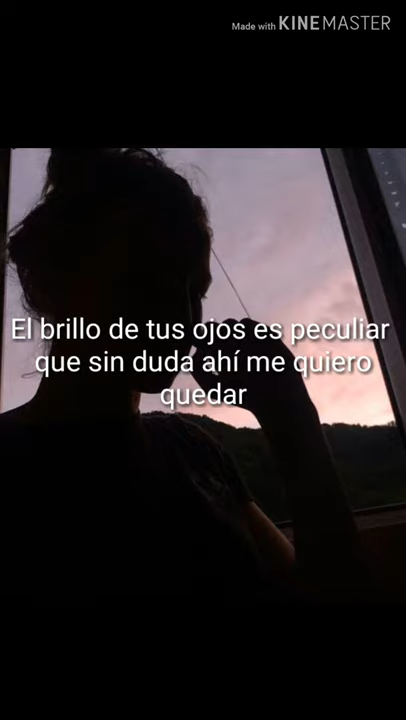 Made with KINEMASTER
El brillo de tus ojos es peculiar
que sin duda ahí me quiero
quedar